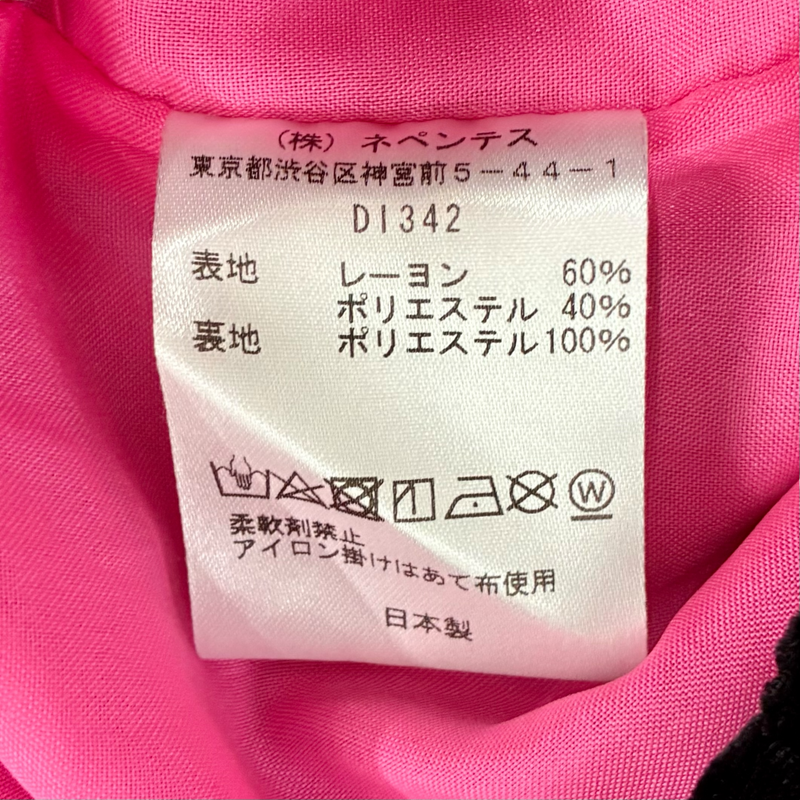 （株）ネペンテス
東京都渋谷区神宮前５－４４－１
DI342
表地 レーヨン 60%
ポリエステル 40%
裏地 ポリエステル 100%
W
柔軟剤禁止
アイロン掛けはあて布使用
日本製